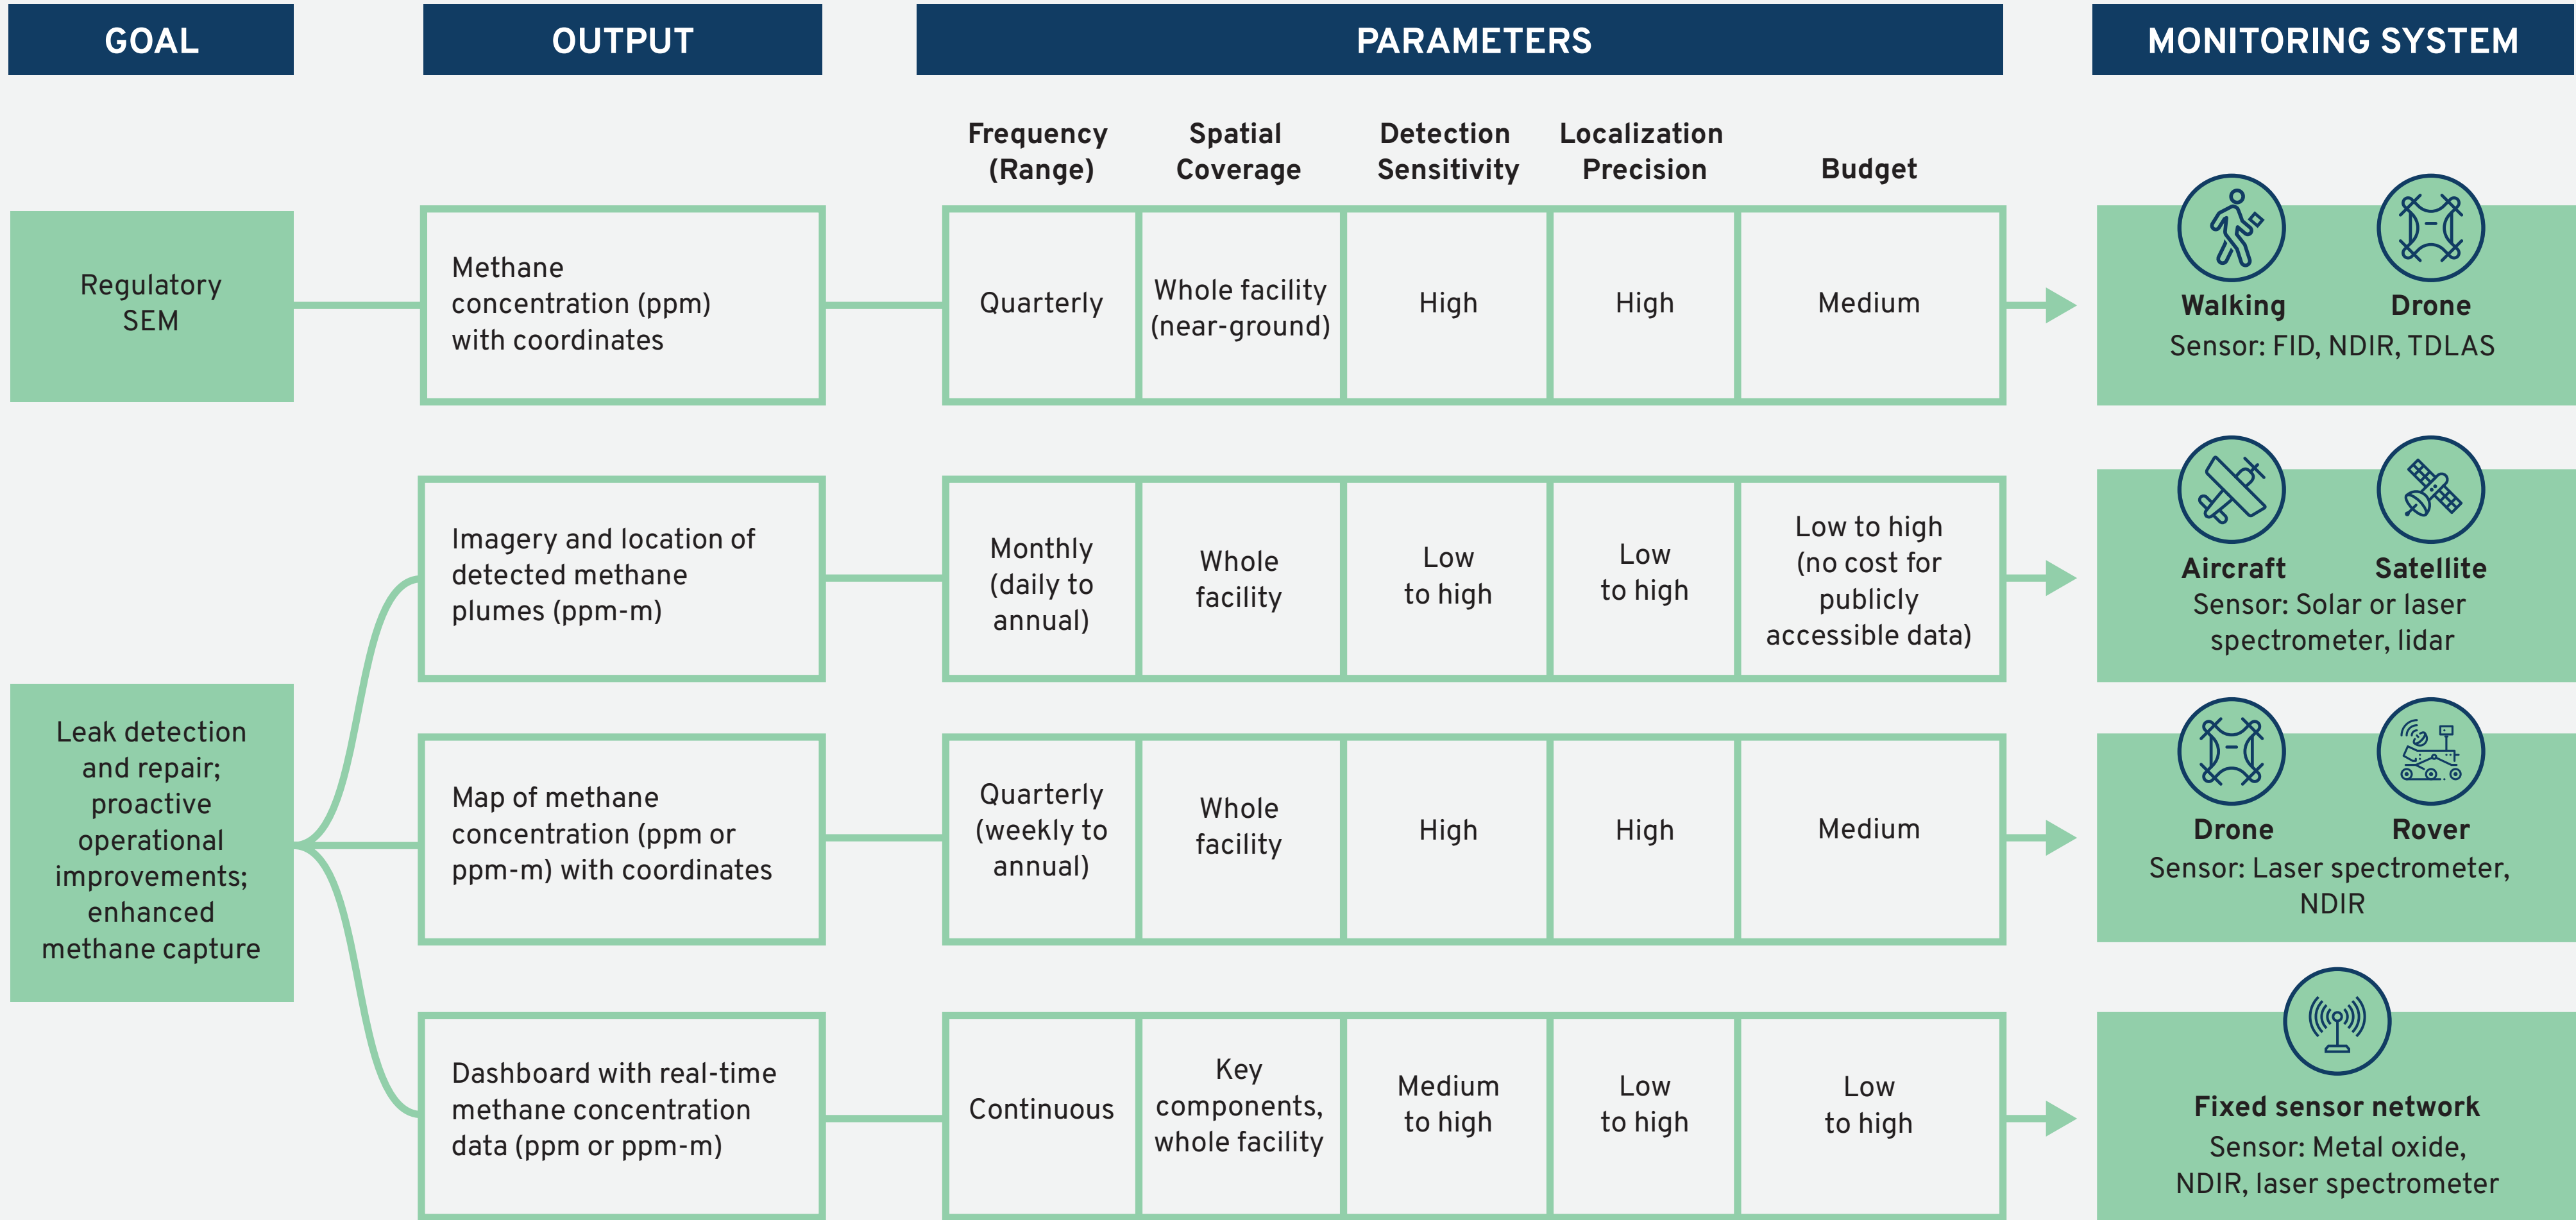 GOAL
OUTPUT
PARAMETERS
MONITORING SYSTEM
Frequency
(Range)
Spatial
Coverage
Detection
Sensitivity
Localization
Precision
Budget
Regulatory
SEM
Methane
concentration (ppm)
with coordinates
Quarterly
Whole facility
(near-ground)
High
High
Medium
Walking
Drone
Sensor: FID, NDIR, TDLAS
Leak detection
and repair;
proactive
operational
improvements;
enhanced
methane capture
Imagery and location of
detected methane
plumes (ppm-m)
Monthly
(daily to
annual)
Whole
facility
Low
to high
Low
to high
Low to high
(no cost for
publicly
accessible data)
Aircraft
Satellite
Sensor: Solar or laser
spectrometer, lidar
Map of methane
concentration (ppm or
ppm-m) with coordinates
Quarterly
(weekly to
annual)
Whole
facility
High
High
Medium
Drone
Rover
Sensor: Laser spectrometer,
NDIR
Dashboard with real-time
methane concentration
data (ppm or ppm-m)
Continuous
Key
components,
whole facility
Medium
to high
Low
to high
Low
to high
Fixed sensor network
Sensor: Metal oxide,
NDIR, laser spectrometer